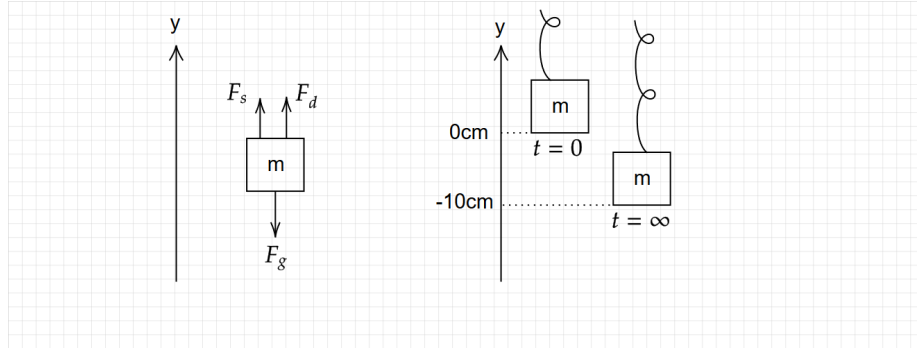 y
F_s
F_d
m
F_g
y
m
0cm
t = 0
m
-10cm
t = ∞